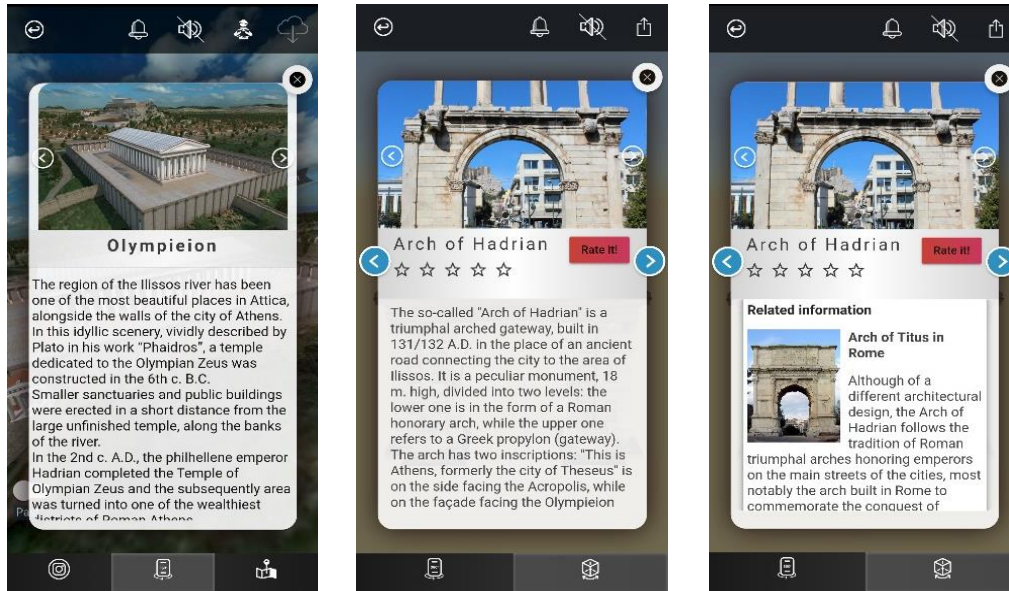 Olympieion
The region of the Ilissos river has been
one of the most beautiful places in Attica,
alongside the walls of the city of Athens.
In this idyllic scenery, vividly described by
Plato in his work “Phaidros”, a temple
dedicated to the Olympian Zeus was
constructed in the 6th c. B.C.
Smaller sanctuaries and public buildings
were erected in a short distance from the
large unfinished temple, along the banks
of the river.
In the 2nd c. A.D., the philhellene emperor
Hadrian completed the Temple of
Olympian Zeus and the subsequently area
was turned into one of the wealthiest
districts of Roman Athens
Arch of Hadrian
Rate It!
The so-called "Arch of Hadrian" is a
triumphal arched gateway, built in
131/132 A.D. in the place of an ancient
road connecting the city to the area of
Ilissos. It is a peculiar monument, 18
m. high, divided into two levels: the
lower one is in the form of a Roman
honorary arch, while the upper one
refers to a Greek propylon (gateway).
The arch has two inscriptions: "This is
Athens, formerly the city of Theseus" is
on the side facing the Acropolis, while
on the façade facing the Olympieion
Arch of Hadrian
Rate It!
Related information
Arch of Titus in
Rome
Although of a
different architectural
design, the Arch of
Hadrian follows the
tradition of Roman
triumphal arches honoring emperors
on the main streets of the cities, most
notably the arch built in Rome to
commemorate the conquest of